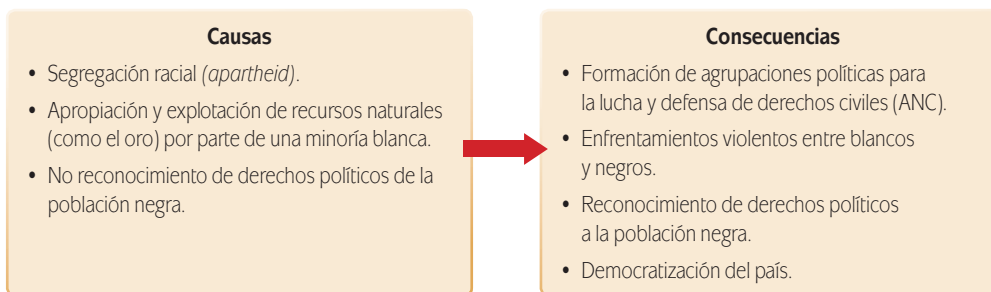 Causas
• Segregación racial (apartheid).
• Apropiación y explotación de recursos naturales
(como el oro) por parte de una minoría blanca.
• No reconocimiento de derechos políticos de la
población negra.
Consecuencias
• Formación de agrupaciones políticas para
la lucha y defensa de derechos civiles (ANC).
• Enfrentamientos violentos entre blancos
y negros.
• Reconocimiento de derechos políticos
a la población negra.
• Democratización del país.